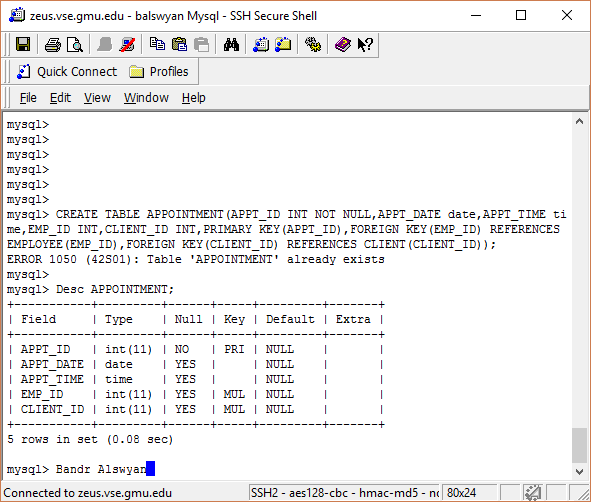 zeus.vse.gmu.edu - balswyan Mysql - SSH Secure Shell
Quick Connect Profiles
File Edit View Window Help
mysql>
mysql>
mysql>
mysql>
mysql>
mysql>
mysql> CREATE TABLE APPOINTMENT(APPT_ID INT NOT NULL,APPT_DATE date,APPT_TIME ti
me,EMP_ID INT,CLIENT_ID INT,PRIMARY KEY(APPT_ID),FOREIGN KEY(EMP_ID) REFERENCES
EMPLOYEE(EMP_ID),FOREIGN KEY(CLIENT_ID) REFERENCES CLIENT(CLIENT_ID));
ERROR 1050 (42S01): Table 'APPOINTMENT' already exists
mysql>
mysql> Desc APPOINTMENT;
+-----------+---------+------+-----+---------+-------+
| Field     | Type    | Null | Key | Default | Extra |
+-----------+---------+------+-----+---------+-------+
| APPT_ID   | int(11) | NO   | PRI | NULL    |       |
| APPT_DATE | date    | YES  |     | NULL    |       |
| APPT_TIME | time    | YES  |     | NULL    |       |
| EMP_ID    | int(11) | YES  | MUL | NULL    |       |
| CLIENT_ID | int(11) | YES  | MUL | NULL    |       |
+-----------+---------+------+-----+---------+-------+
5 rows in set (0.08 sec)
mysql> Bandr Alswyan
Connected to zeus.vse.gmu.edu SSH2 - aes128-cbc - hmac-md5 - 80x24